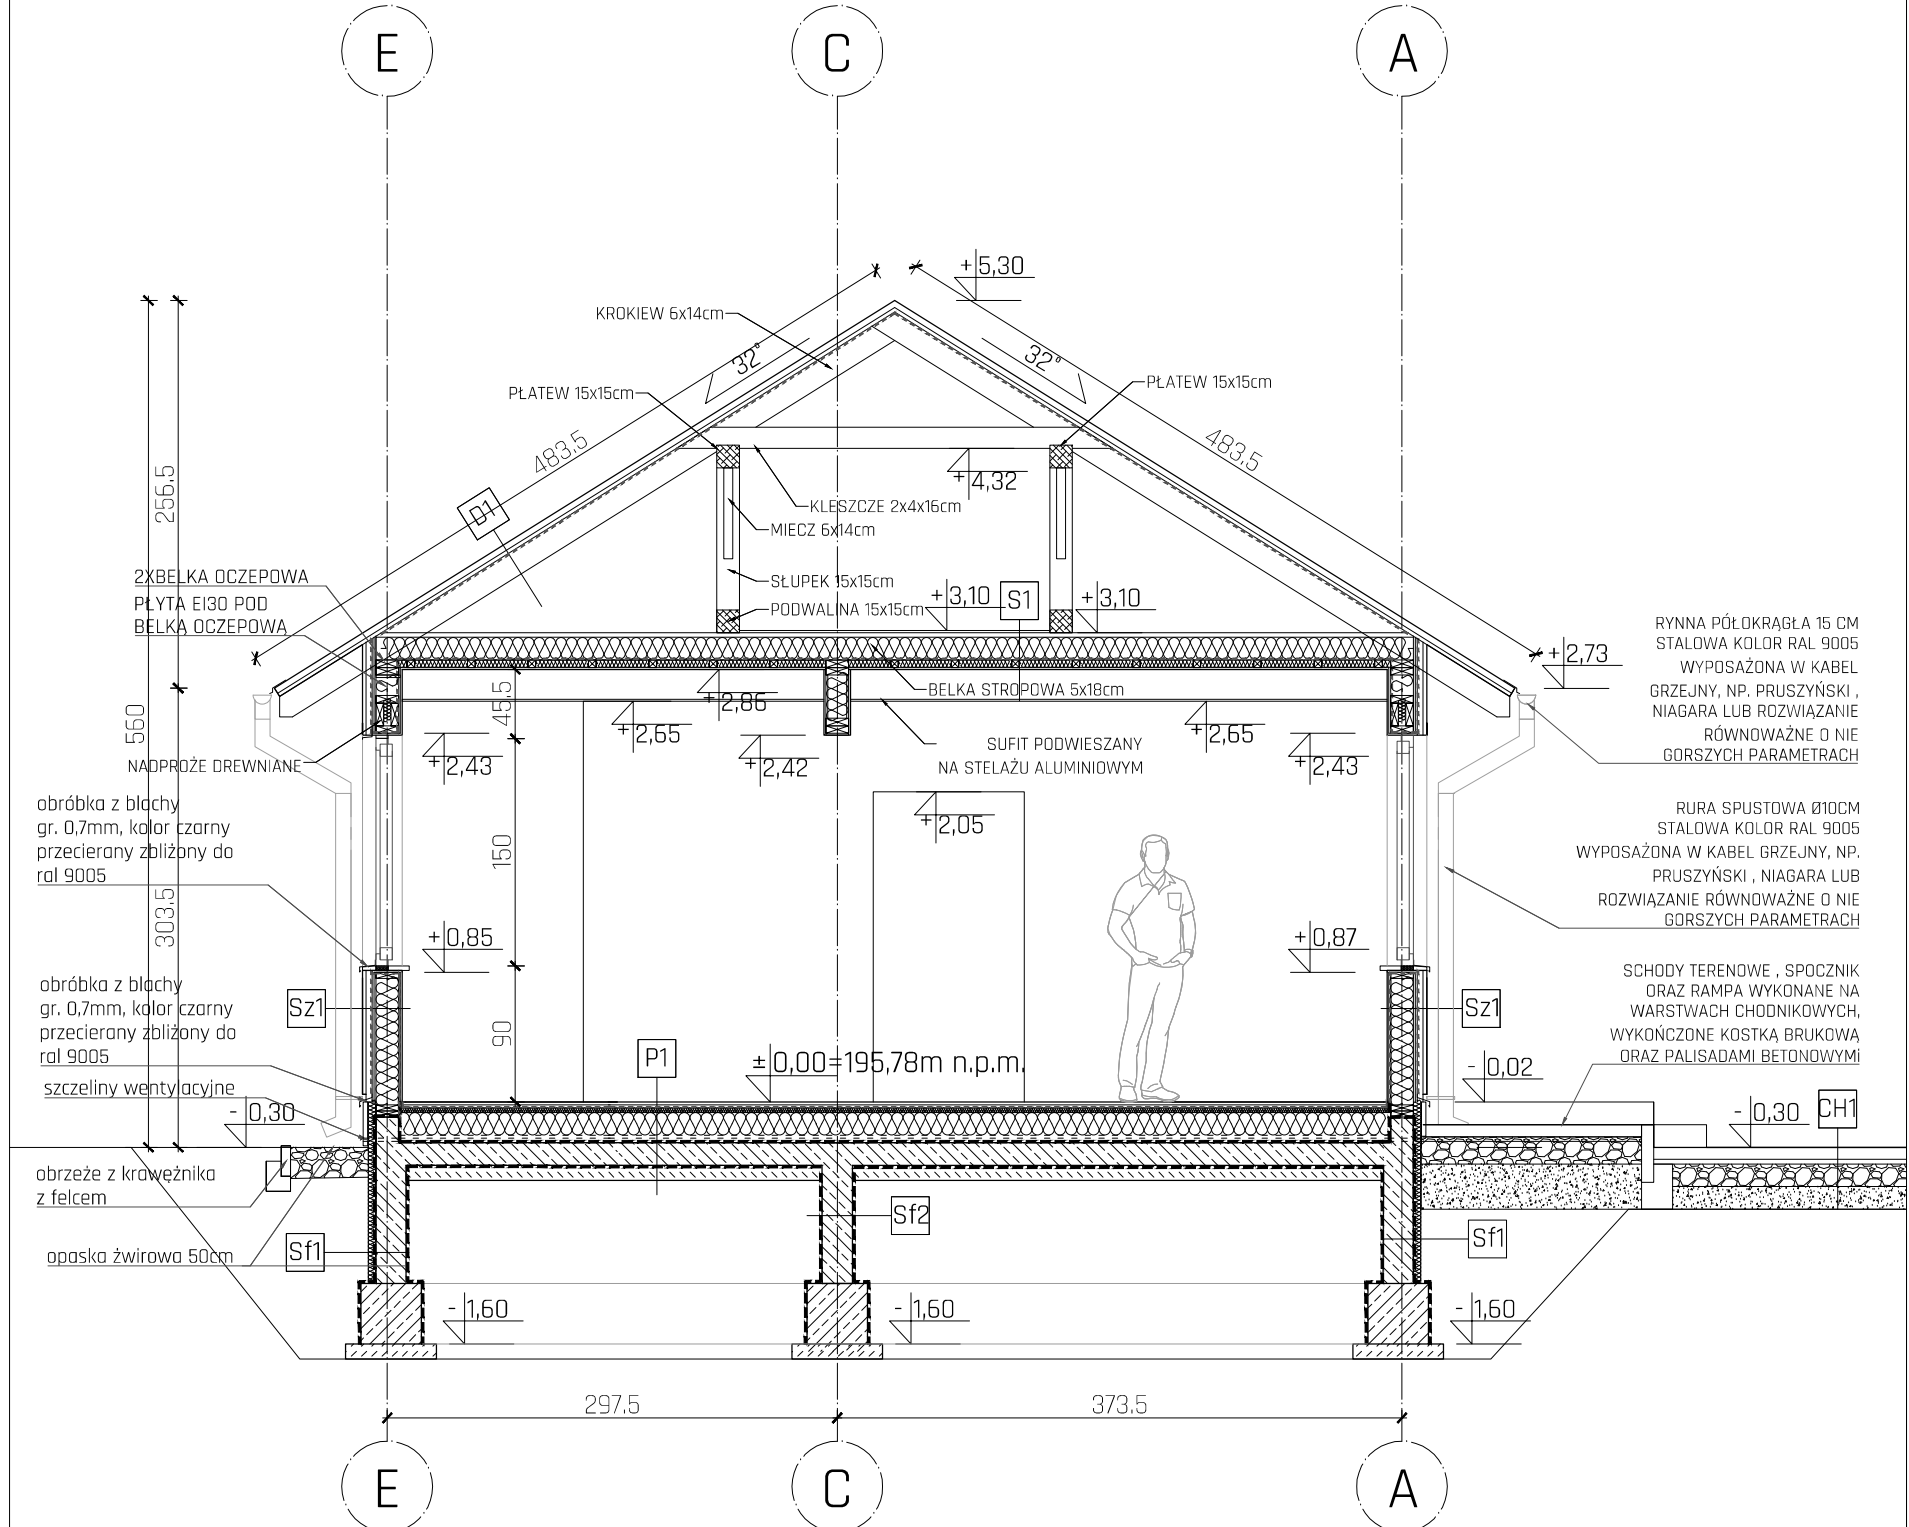 E
C
A
+5,30
KROKIEW 6x14cm
32°
32°
PŁATEW 15x15cm
PŁATEW 15x15cm
483.5
483.5
256.5
+4,32
D1
KLESZCZE 2x4x16cm
MIECZ 6x14cm
2XBELKA OCZEPOWA
SŁUPEK 15x15cm
PŁYTA EI30 POD
BELKA OCZEPOWA
PODWALINA 15x15cm
+3,10
S1
+3,10
RYNNA PÓŁOKRĄGŁA 15 CM
STALOWA KOLOR RAL 9005
WYPOSAŻONA W KABEL
GRZEJNY, NP. PRUSZYŃSKI ,
NIAGARA LUB ROZWIĄZANIE
RÓWNOWAŻNE O NIE
GORSZYCH PARAMETRACH
+2,73
BELKA STROPOWA 5x18cm
45.5
+2,86
560
+2,65
+2,65
SUFIT PODWIESZANY
NA STELAŻU ALUMINIOWYM
+2,43
+2,42
+2,43
NADPROŻE DREWNIANE
obróbka z blachy
gr. 0,7mm, kolor czarny
przecierany zbliżony do
ral 9005
+2,05
RURA SPUSTOWA Ø10CM
STALOWA KOLOR RAL 9005
WYPOSAŻONA W KABEL GRZEJNY, NP.
PRUSZYŃSKI , NIAGARA LUB
ROZWIĄZANIE RÓWNOWAŻNE O NIE
GORSZYCH PARAMETRACH
150
303.5
+0,85
+0,87
obróbka z blachy
gr. 0,7mm, kolor czarny
przecierany zbliżony do
ral 9005
Sz1
Sz1
SCHODY TERENOWE , SPOCZNIK
ORAZ RAMPA WYKONANE NA
WARSTWACH CHODNIKOWYCH,
WYKOŃCZONE KOSTKĄ BRUKOWĄ
ORAZ PALISADAMI BETONOWYMi
90
P1
±0,00=195,78m n.p.m.
-0,02
szczeliny wentylacyjne
-0,30
-0,30
CH1
obrzeże z krawężnika
z felcem
Sf2
opaska żwirowa 50cm
Sf1
Sf1
-1,60
-1,60
-1,60
297.5
373.5
E
C
A